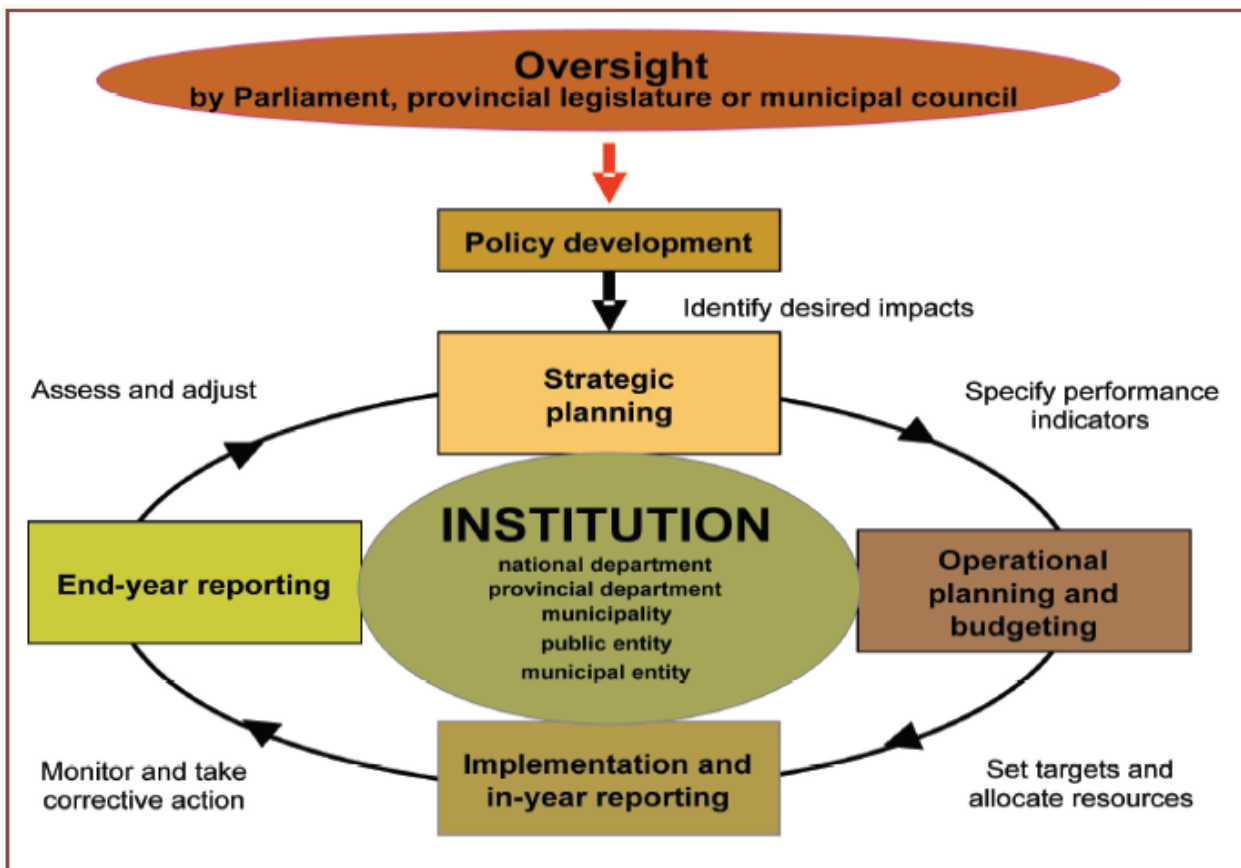 Oversight
by Parliament, provincial legislature or municipal council
Policy development
Identify desired impacts
Strategic
planning
Assess and adjust
Specify performance
indicators
INSTITUTION
national department
provincial department
municipality
public entity
municipal entity
End-year reporting
Operational
planning and
budgeting
Implementation and
in-year reporting
Monitor and take
corrective action
Set targets and
allocate resources